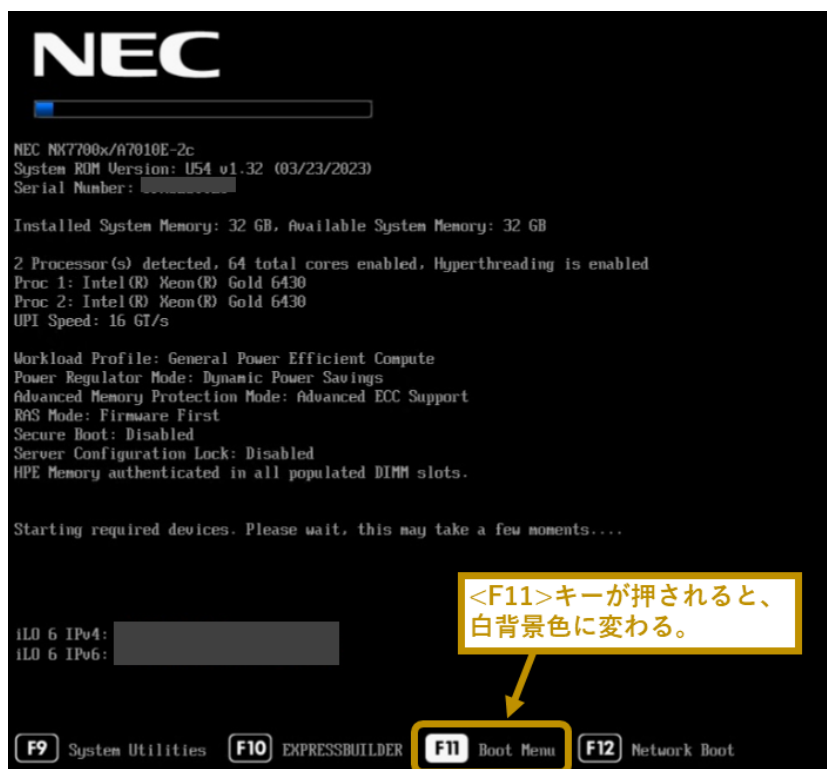 NEC
NEC NX7700x/A7010E-2c
System ROM Version: U54 v1.32 (03/23/2023)
Serial Number:
Installed System Memory: 32 GB, Available System Memory: 32 GB
2 Processor(s) detected, 64 total cores enabled, Hyperthreading is enabled
Proc 1: Intel(R) Xeon(R) Gold 6430
Proc 2: Intel(R) Xeon(R) Gold 6430
UPI Speed: 16 GT/s
Workload Profile: General Power Efficient Compute
Power Regulator Mode: Dynamic Power Savings
Advanced Memory Protection Mode: Advanced ECC Support
RAS Mode: Firmware First
Secure Boot: Disabled
Server Configuration Lock: Disabled
HPE Memory authenticated in all populated DIMM slots.
Starting required devices. Please wait, this may take a few moments....
<F11>キーが押されると、
白背景色に変わる。
iLO 6 IPv4:
iLO 6 IPv6:
F9 System Utilities F10 EXPRESSBUILDER F11 Boot Menu F12 Network Boot